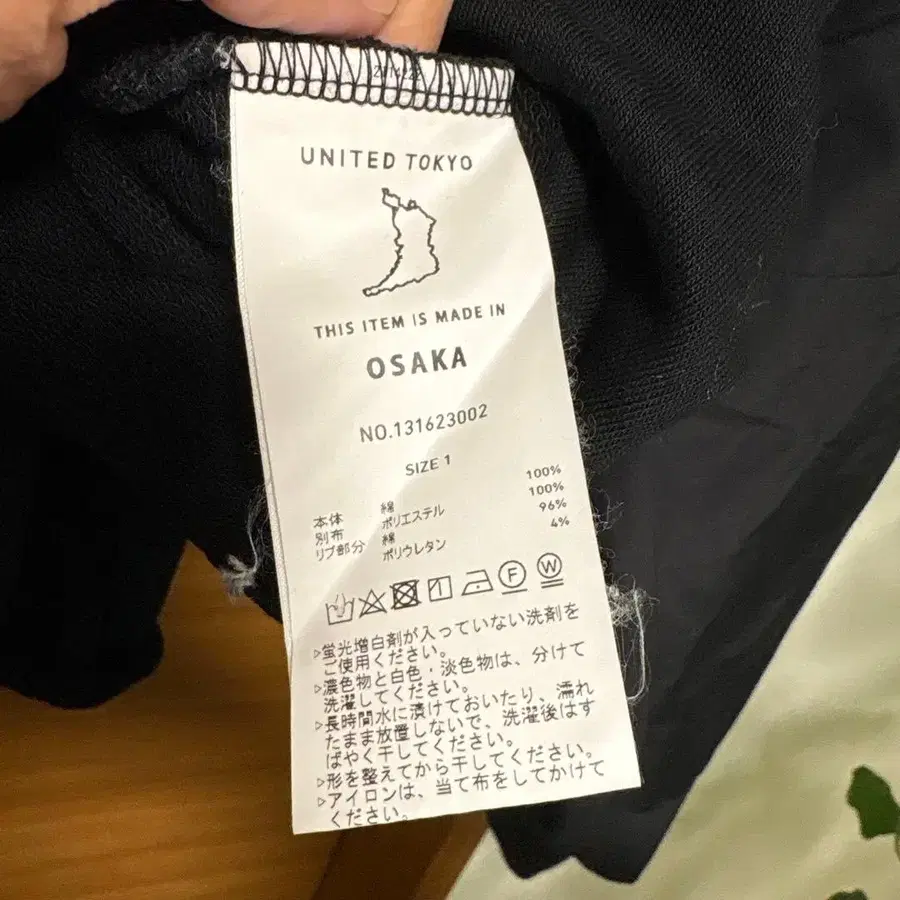 UNITED TOKYO
THIS ITEM IS MADE IN
OSAKA
NO.131623002
SIZE 1
本体 綿 100%
別布 ポリエステル 100%
リブ部分 綿 96%
ポリウレタン 4%
F W
▹蛍光増白剤が入っていない洗剤を
ご使用ください。
▹濃色物と白色・淡色物は、分けて
洗濯してください。
▹長時間水に漬けておいたり、濡れ
たまま放置しないで、洗濯後はす
ばやく干してください。
▹形を整えてから干してください。
▹アイロンは、当て布をしてかけて
ください。